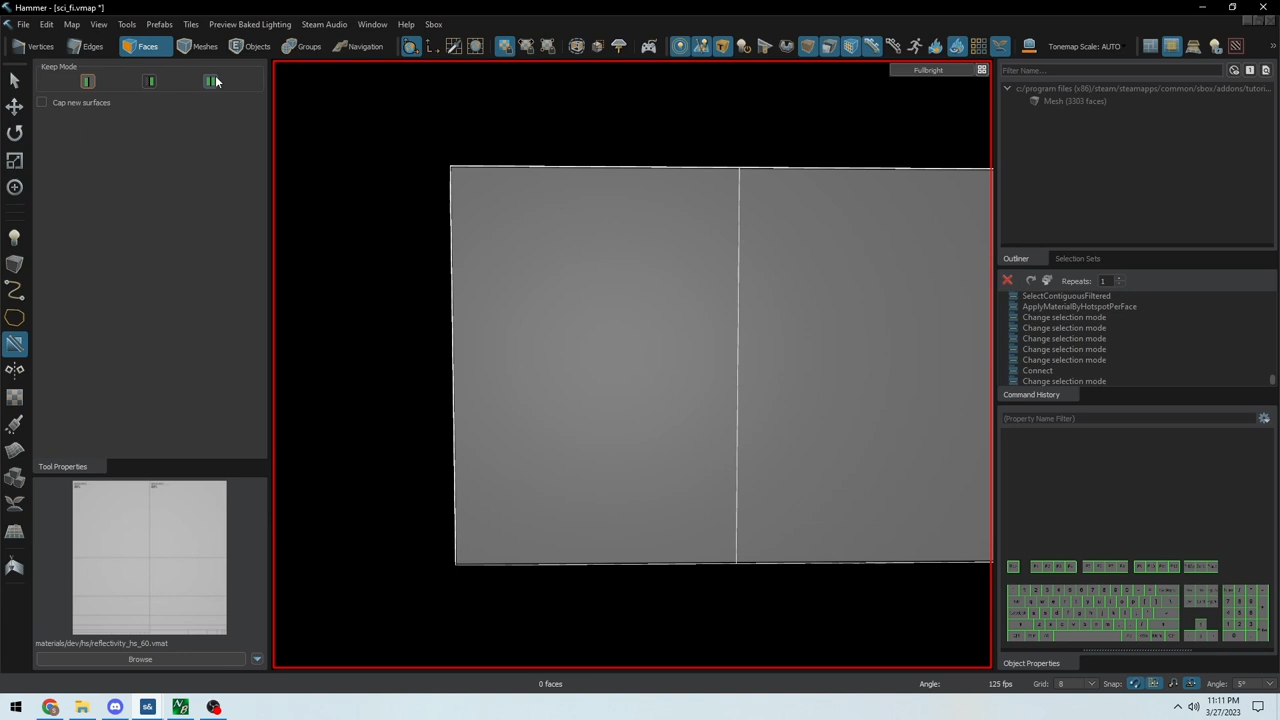 Hammer - [sci_fi.vmap *]
File Edit Map View Tools Prefabs Tiles Preview Baked Lighting Steam Audio Window Help Sbox
Vertices Edges Faces Meshes Objects Groups Navigation Tonemap Scale: AUTO
Keep Mode
Cap new surfaces
Fullbright
Filter Name...
c:/program files (x86)/steam/steamapps/common/sbox/addons/tutori...
Mesh (3303 faces)
Outliner Selection Sets
Repeats: 1
SelectContiguousFiltered
ApplyMaterialByHotspotPerFace
Change selection mode
Change selection mode
Change selection mode
Change selection mode
Change selection mode
Connect
Change selection mode
Command History
(Property Name Filter)
Tool Properties
materials/dev/hs/reflectivity_hs_60.vmat
Browse
Object Properties
0 faces Angle: 125 fps Grid: 8 Snap: Angle: 5°
11:11 PM
3/27/2023